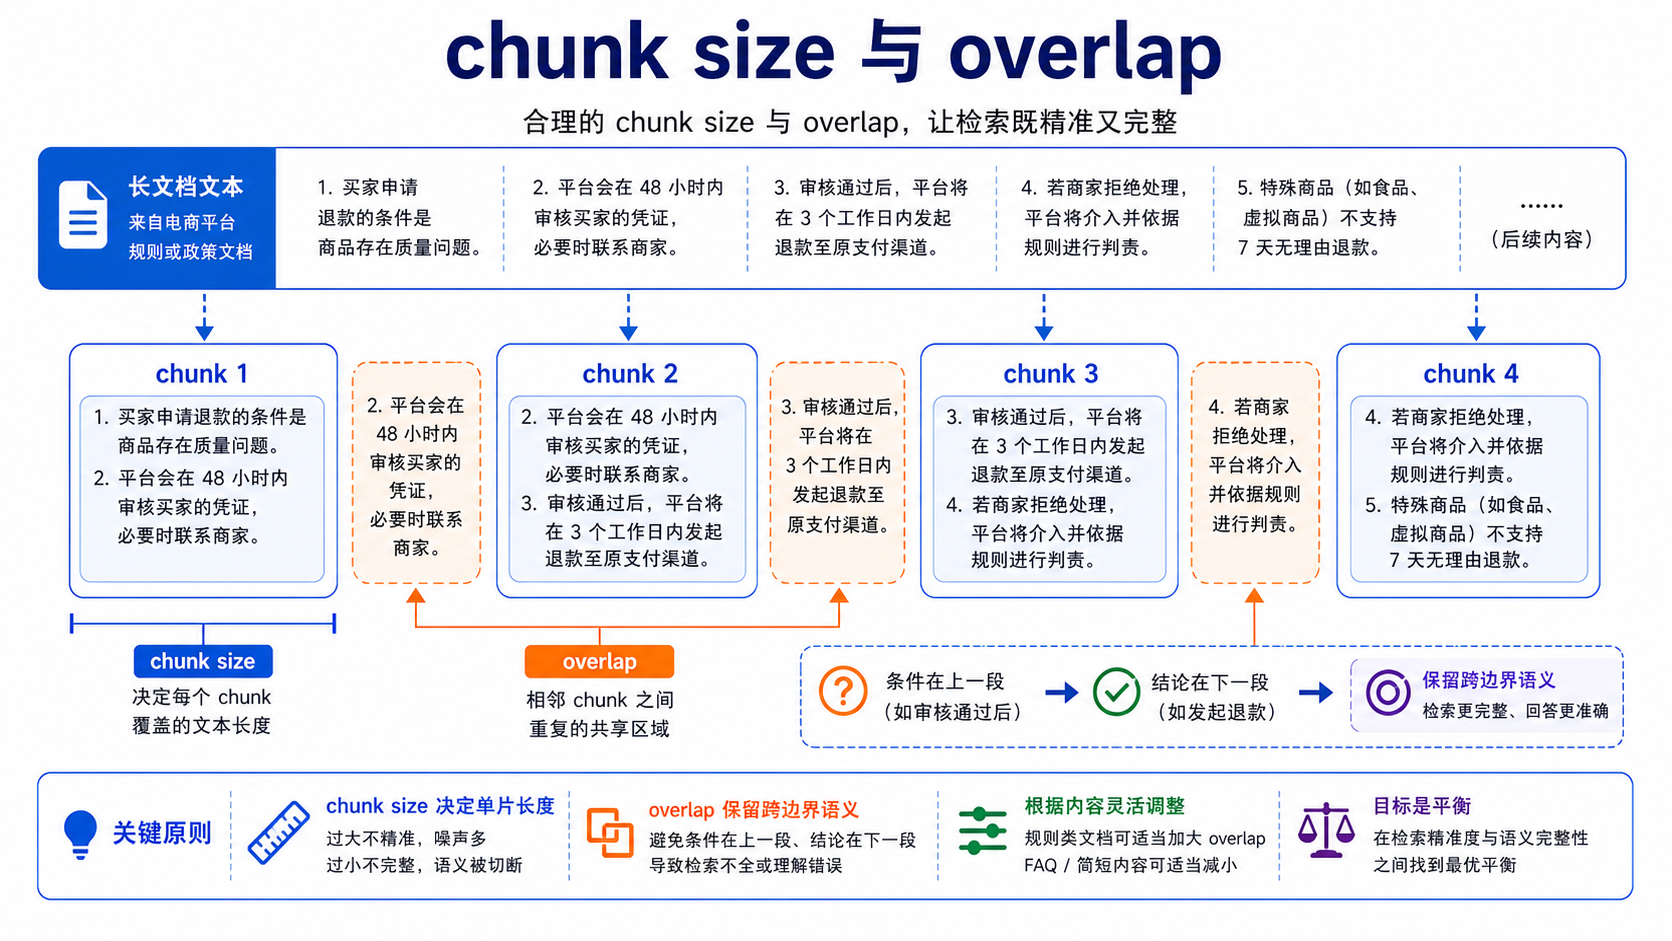 chunk size 与 overlap
合理的 chunk size 与 overlap，让检索既精准又完整
长文档文本
来自电商平台
规则或政策文档
1. 买家申请
退款的条件是
商品存在质量问题。
2. 平台会在 48 小时内
审核买家的凭证，
必要时联系商家。
3. 审核通过后，平台将
在 3 个工作日内发起
退款至原支付渠道。
4. 若商家拒绝处理，
平台将介入并依据
规则进行判责。
5. 特殊商品（如食品、
虚拟商品）不支持
7 天无理由退款。
……
（后续内容）
chunk 1
1. 买家申请退款的条件是
商品存在质量问题。
2. 平台会在 48 小时内
审核买家的凭证，
必要时联系商家。
2. 平台会在
48 小时内
审核买家的
凭证，
必要时联系
商家。
chunk 2
2. 平台会在 48 小时内
审核买家的凭证，
必要时联系商家。
3. 审核通过后，平台将
在 3 个工作日内发起
退款至原支付渠道。
3. 审核通过后，
平台将在
3 个工作日内
发起退款至
原支付渠道。
chunk 3
3. 审核通过后，平台将
在 3 个工作日内发起
退款至原支付渠道。
4. 若商家拒绝处理，
平台将介入并依据
规则进行判责。
4. 若商家
拒绝处理，
平台将介入
并依据规则
进行判责。
chunk 4
4. 若商家拒绝处理，
平台将介入并依据
规则进行判责。
5. 特殊商品（如食品、
虚拟商品）不支持
7 天无理由退款。
chunk size
决定每个 chunk
覆盖的文本长度
overlap
相邻 chunk 之间
重复的共享区域
条件在上一段
（如审核通过后）
结论在下一段
（如发起退款）
保留跨边界语义
检索更完整、回答更准确
关键原则
chunk size 决定单片长度
过大不精准，噪声多
过小不完整，语义被切断
overlap 保留跨边界语义
避免条件在上一段、结论在下一段
导致检索不全或理解错误
根据内容灵活调整
规则类文档可适当加大 overlap
FAQ / 简短内容可适当减小
目标是平衡
在检索精准度与语义完整性
之间找到最优平衡